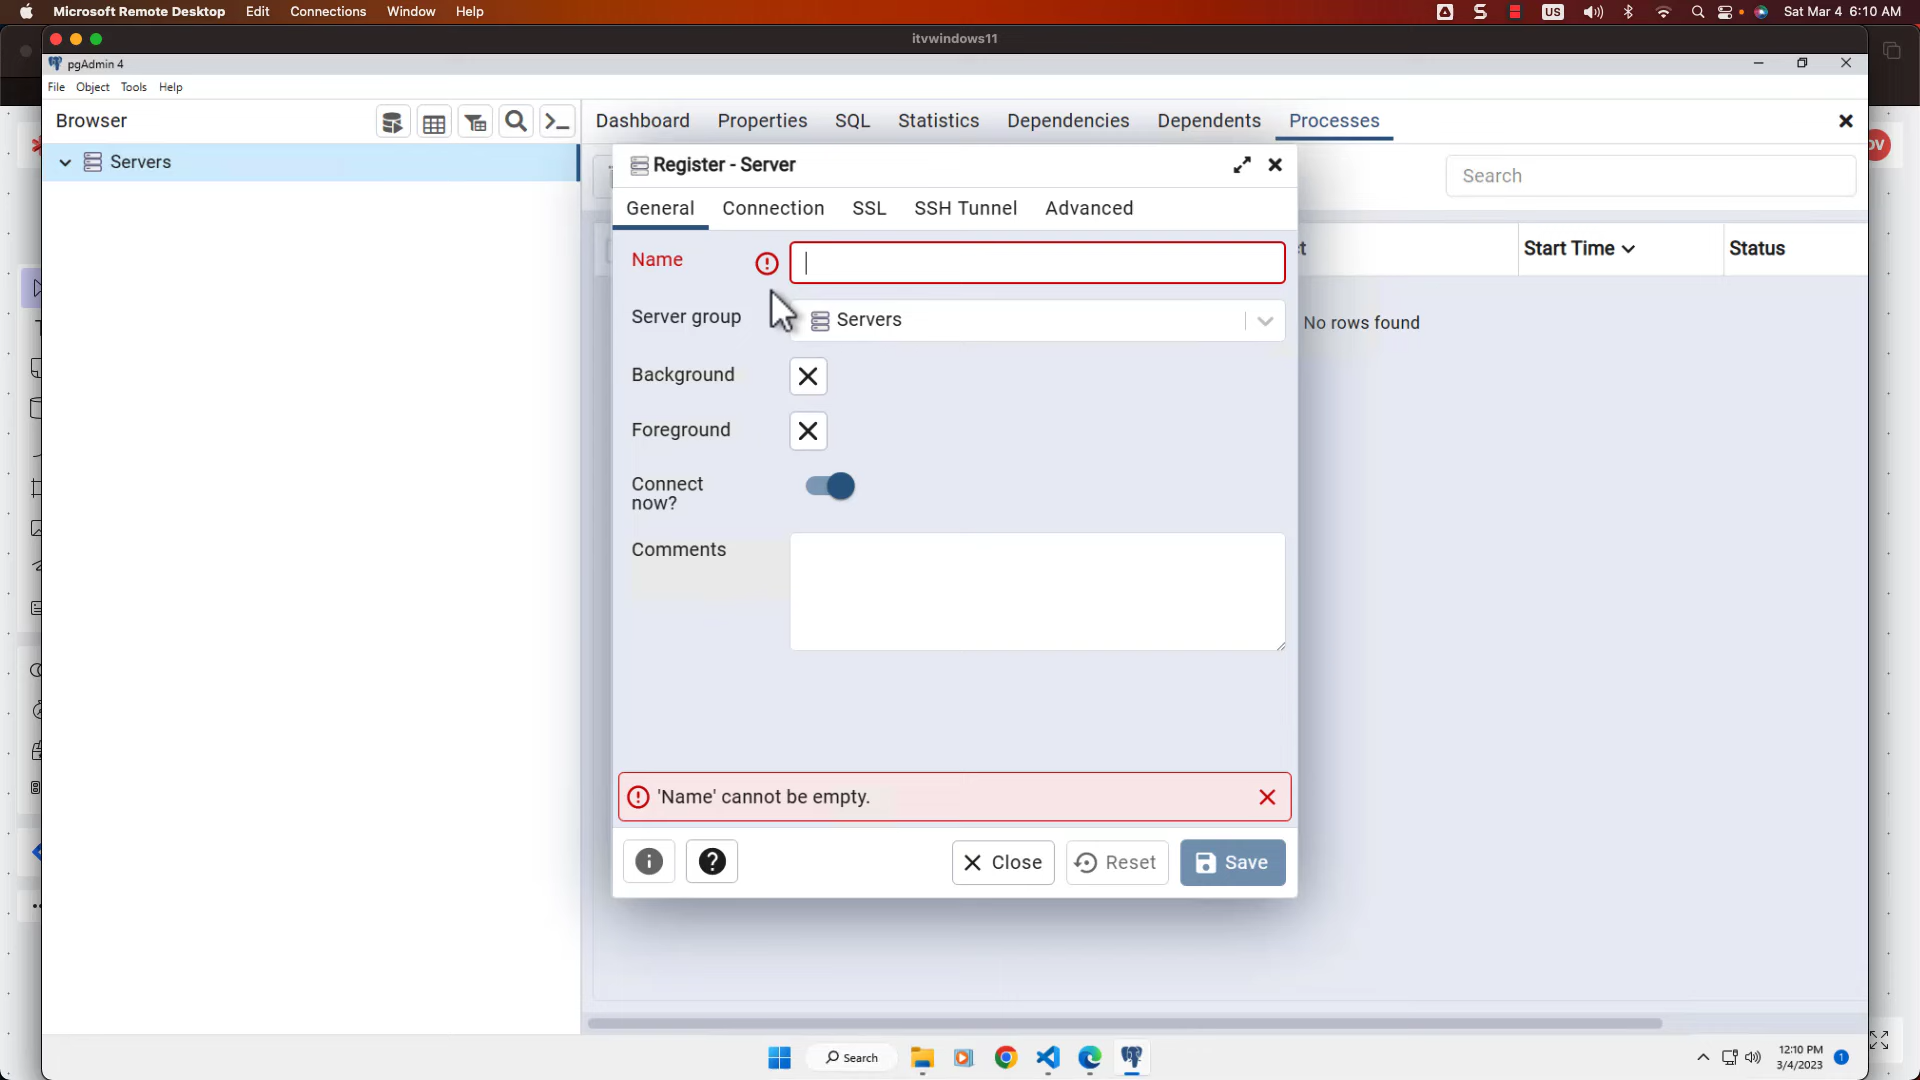 Microsoft Remote Desktop Edit Connections Window Help US Sat Mar 4 6:10 AM
itvwindows11
pgAdmin 4
File Object Tools Help
Browser
Dashboard Properties SQL Statistics Dependencies Dependents Processes
Servers
Register - Server
Search
General Connection SSL SSH Tunnel Advanced
Name
ct Start Time Status
Server group Servers
No rows found
Background
Foreground
Connect
now?
Comments
'Name' cannot be empty.
Close Reset Save
Search
12:10 PM
3/4/2023
1